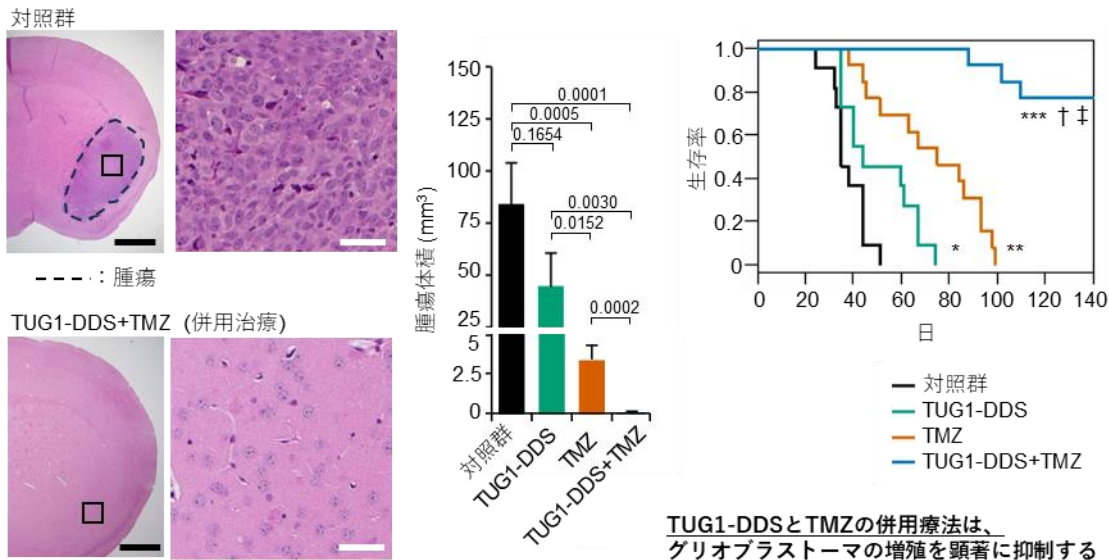 対照群
---- : 腫瘍
TUG1-DDS+TMZ (併用治療)
腫瘍体積 (mm³)
150
125
100
75
50
25
5
2.5
0
0.0001
0.0005
0.1654
0.0030
0.0152
0.0002
対照群
TUG1-DDS
TMZ
TUG1-DDS+TMZ
生存率
1.0
0.8
0.6
0.4
0.2
0
*** † ‡
*
**
0 20 40 60 80 100 120 140
日
対照群
TUG1-DDS
TMZ
TUG1-DDS+TMZ
TUG1-DDSとTMZの併用療法は、
グリオブラストーマの増殖を顕著に抑制する